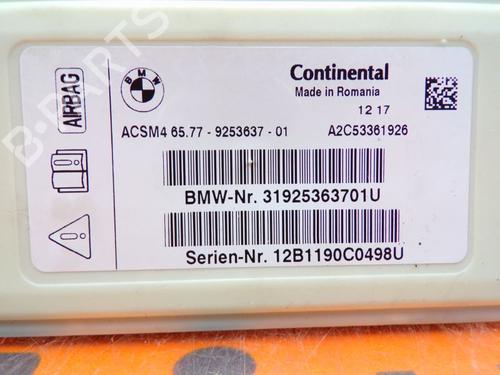 AIRBAG
BMW
Continental
Made in Romania
12 17
ACSM4 65.77 - 9253637 - 01
A2C53361926
BMW-Nr. 31925363701U
Serien-Nr. 12B1190C0498U
B-PARTS